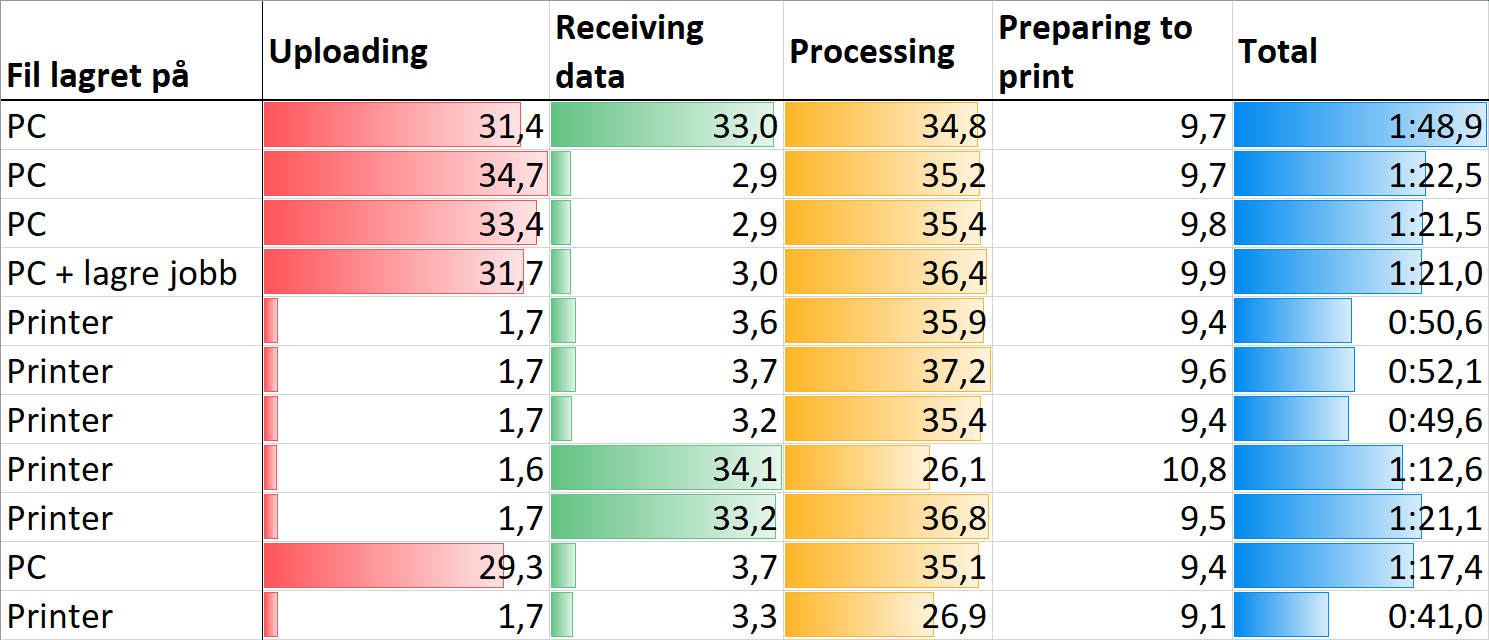 Fil lagret på Uploading Receiving data Processing Preparing to print Total
PC 31,4 33,0 34,8 9,7 1:48,9
PC 34,7 2,9 35,2 9,7 1:22,5
PC 33,4 2,9 35,4 9,8 1:21,5
PC + lagre jobb 31,7 3,0 36,4 9,9 1:21,0
Printer 1,7 3,6 35,9 9,4 0:50,6
Printer 1,7 3,7 37,2 9,6 0:52,1
Printer 1,7 3,2 35,4 9,4 0:49,6
Printer 1,6 34,1 26,1 10,8 1:12,6
Printer 1,7 33,2 36,8 9,5 1:21,1
PC 29,3 3,7 35,1 9,4 1:17,4
Printer 1,7 3,3 26,9 9,1 0:41,0